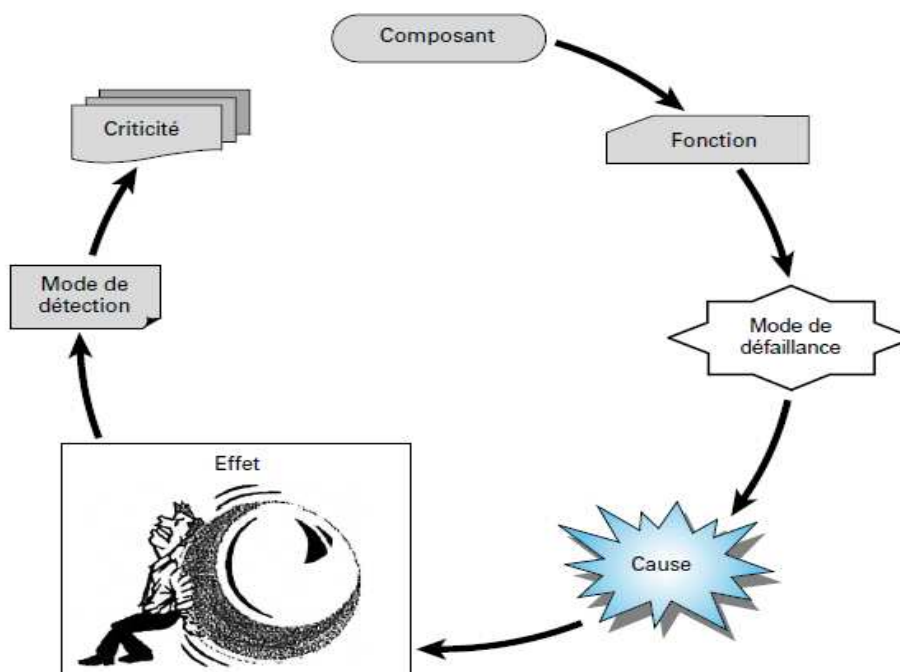 Composant
Fonction
Mode de
défaillance
Cause
Effet
Mode de
détection
Criticité